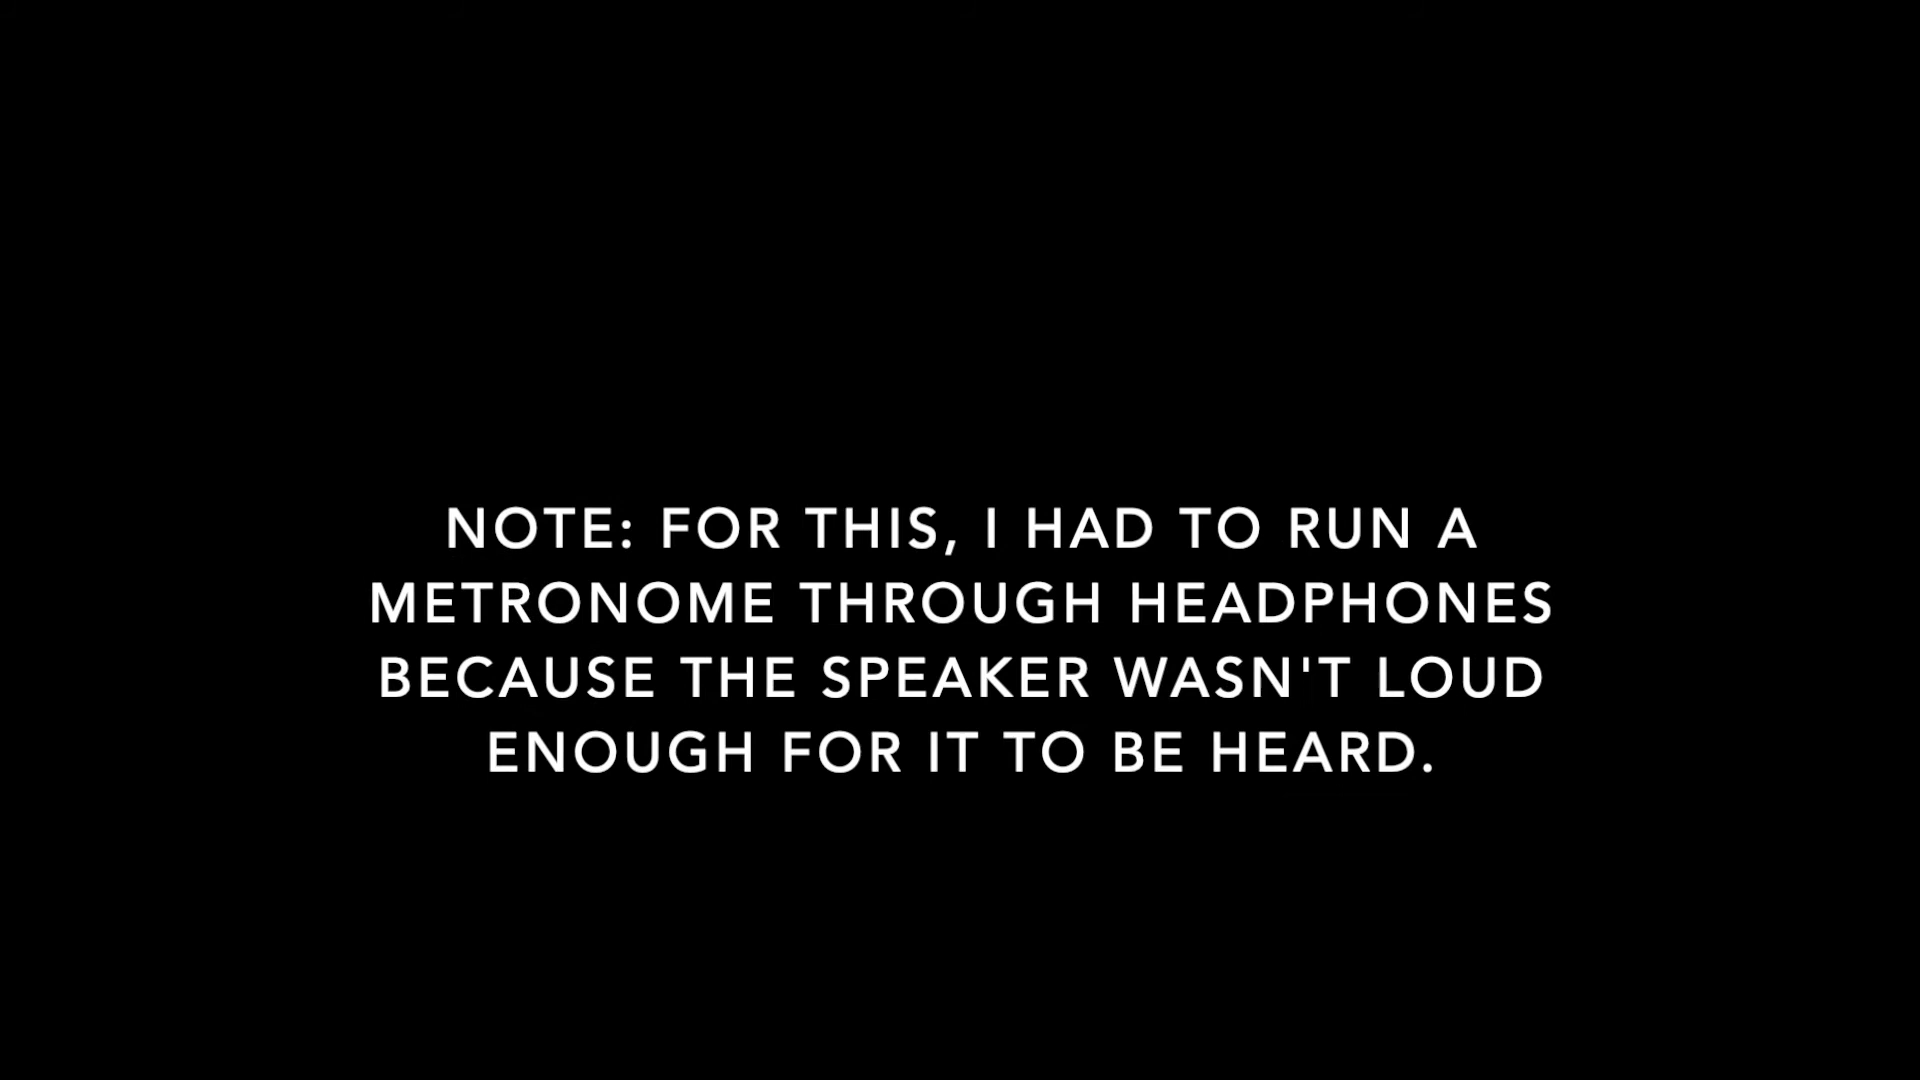 NOTE: FOR THIS, I HAD TO RUN A
METRONOME THROUGH HEADPHONES
BECAUSE THE SPEAKER WASN'T LOUD
ENOUGH FOR IT TO BE HEARD.